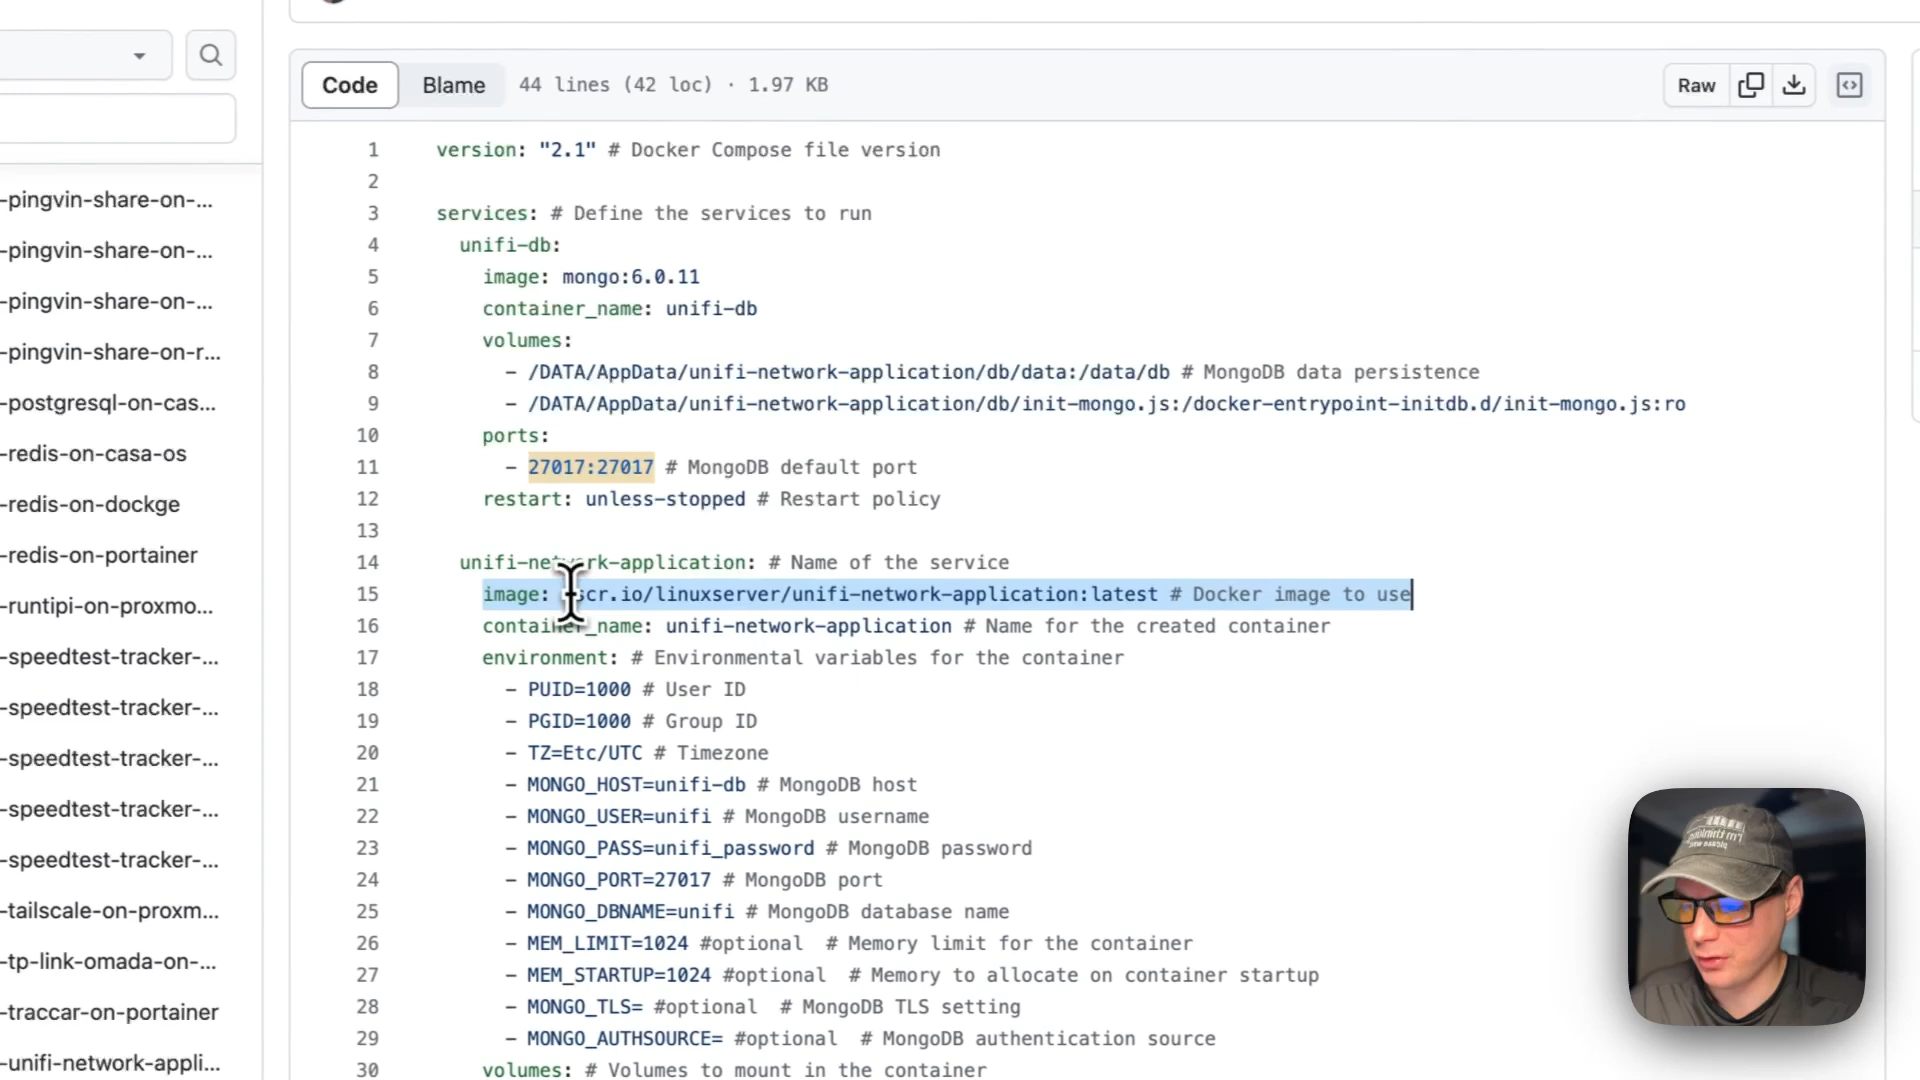 Code Blame 44 lines (42 loc) · 1.97 KB Raw
-pingvin-share-on-...
-pingvin-share-on-...
-pingvin-share-on-...
-pingvin-share-on-r...
-postgresql-on-cas...
-redis-on-casa-os
-redis-on-dockge
-redis-on-portainer
-runtipi-on-proxmo...
-speedtest-tracker-...
-speedtest-tracker-...
-speedtest-tracker-...
-speedtest-tracker-...
-speedtest-tracker-...
-tailscale-on-proxm...
-tp-link-omada-on-...
-traccar-on-portainer
-unifi-network-appli...
1 version: "2.1" # Docker Compose file version
2
3 services: # Define the services to run
4 unifi-db:
5 image: mongo:6.0.11
6 container_name: unifi-db
7 volumes:
8 - /DATA/AppData/unifi-network-application/db/data:/data/db # MongoDB data persistence
9 - /DATA/AppData/unifi-network-application/db/init-mongo.js:/docker-entrypoint-initdb.d/init-mongo.js:ro
10 ports:
11 - 27017:27017 # MongoDB default port
12 restart: unless-stopped # Restart policy
13
14 unifi-network-application: # Name of the service
15 image: lscr.io/linuxserver/unifi-network-application:latest # Docker image to use
16 container_name: unifi-network-application # Name for the created container
17 environment: # Environmental variables for the container
18 - PUID=1000 # User ID
19 - PGID=1000 # Group ID
20 - TZ=Etc/UTC # Timezone
21 - MONGO_HOST=unifi-db # MongoDB host
22 - MONGO_USER=unifi # MongoDB username
23 - MONGO_PASS=unifi_password # MongoDB password
24 - MONGO_PORT=27017 # MongoDB port
25 - MONGO_DBNAME=unifi # MongoDB database name
26 - MEM_LIMIT=1024 #optional # Memory limit for the container
27 - MEM_STARTUP=1024 #optional # Memory to allocate on container startup
28 - MONGO_TLS= #optional # MongoDB TLS setting
29 - MONGO_AUTHSOURCE= #optional # MongoDB authentication source
30 volumes: # Volumes to mount in the container